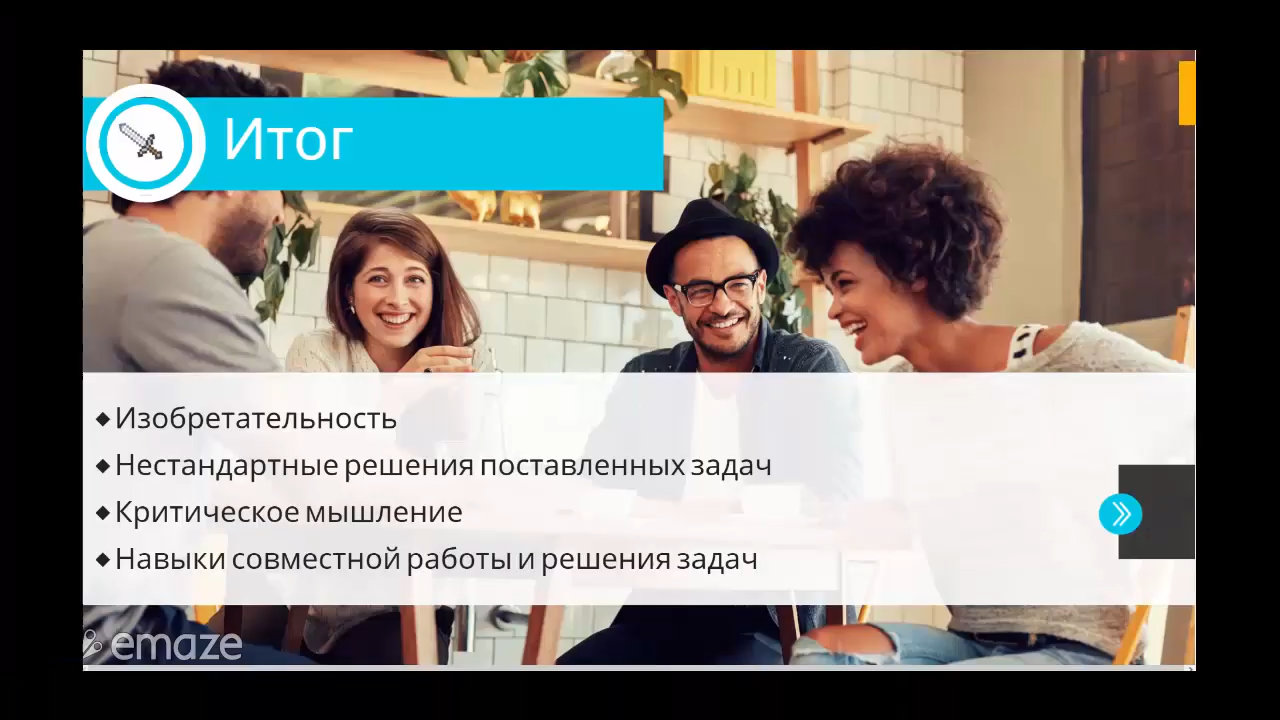 Итог
Изобретательность
Нестандартные решения поставленных задач
Критическое мышление
Навыки совместной работы и решения задач
emaze